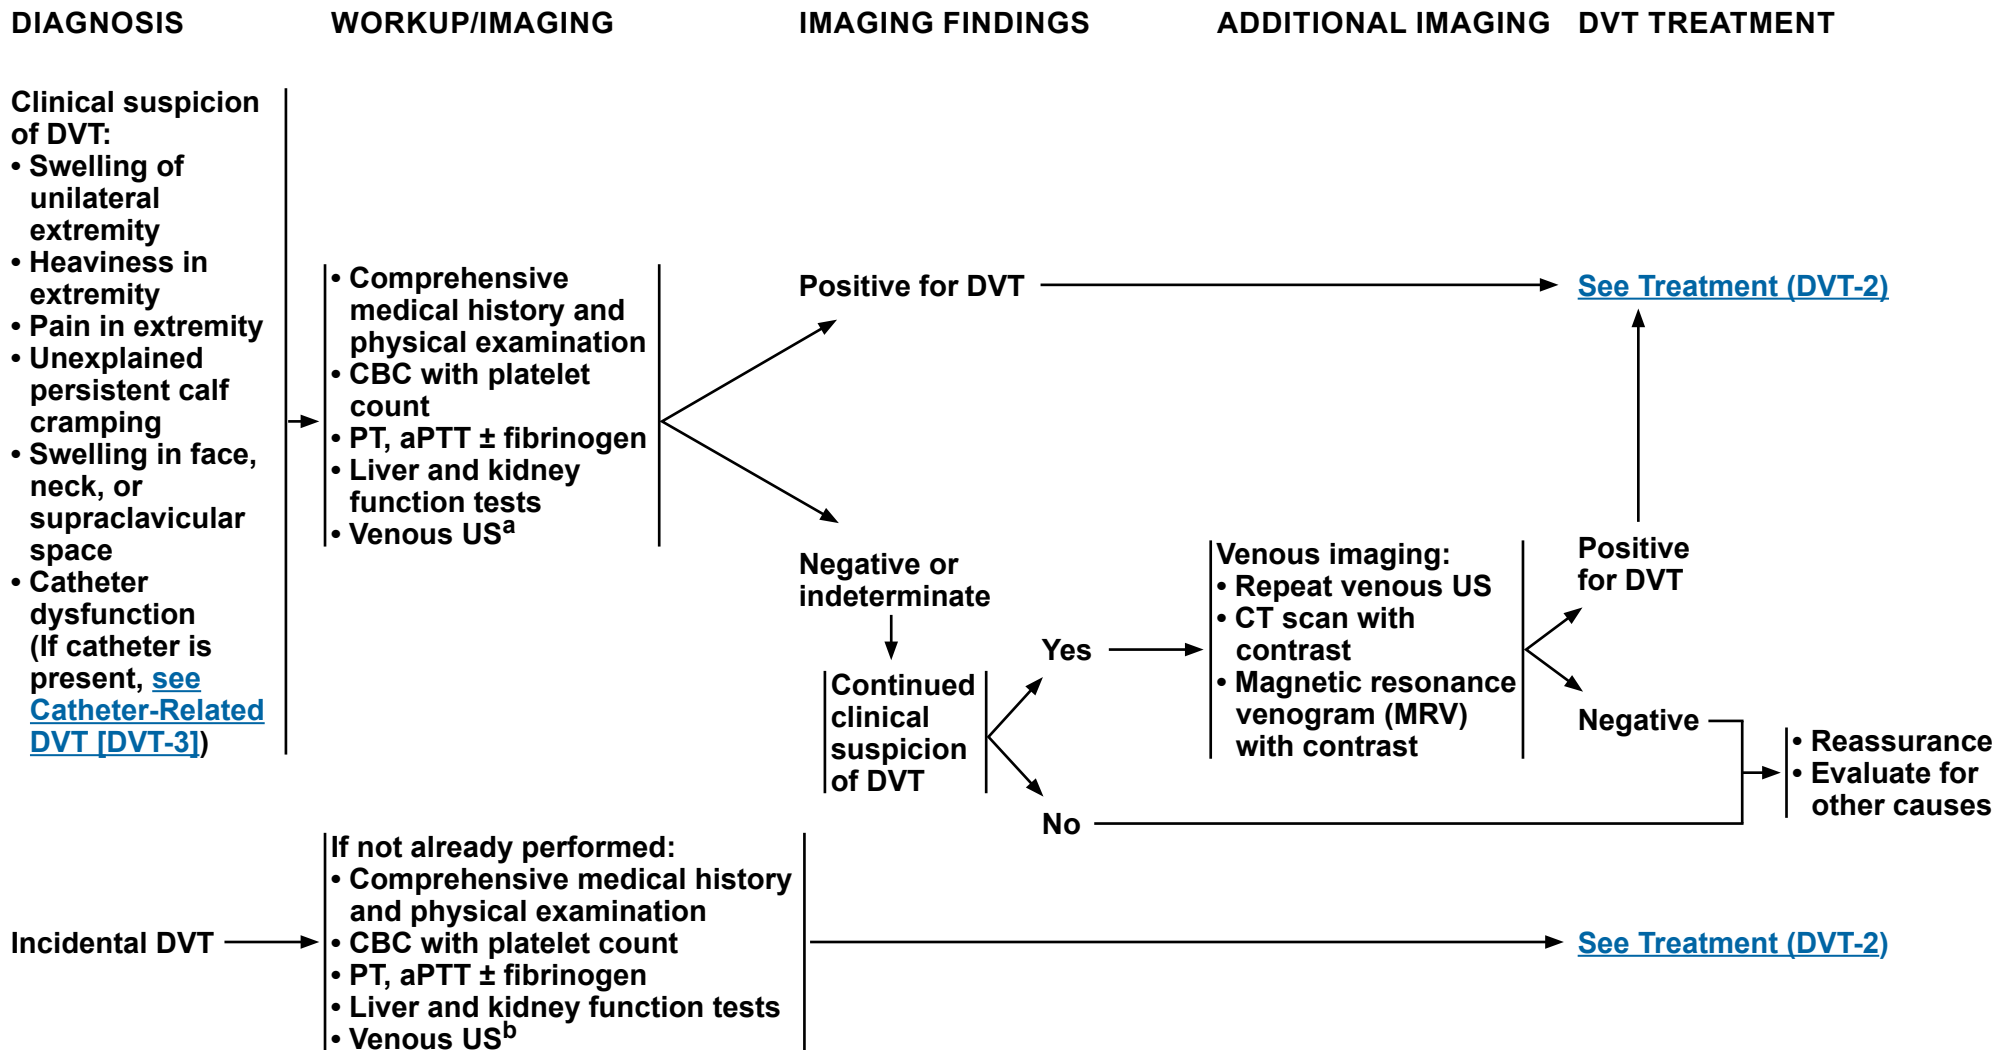 DIAGNOSIS
WORKUP/IMAGING
IMAGING FINDINGS
ADDITIONAL IMAGING
DVT TREATMENT
Clinical suspicion
of DVT:
• Swelling of
unilateral
extremity
• Heaviness in
extremity
• Pain in extremity
• Unexplained
persistent calf
cramping
• Swelling in face,
neck, or
supraclavicular
space
• Catheter
dysfunction
(If catheter is
present, see
Catheter-Related
DVT [DVT-3])
• Comprehensive
medical history and
physical examination
• CBC with platelet
count
• PT, aPTT ± fibrinogen
• Liver and kidney
function tests
• Venous USa
Positive for DVT
See Treatment (DVT-2)
Negative or
indeterminate
Continued
clinical
suspicion
of DVT
Yes
No
Venous imaging:
• Repeat venous US
• CT scan with
contrast
• Magnetic resonance
venogram (MRV)
with contrast
Positive
for DVT
Negative
• Reassurance
• Evaluate for
other causes
Incidental DVT
If not already performed:
• Comprehensive medical history
and physical examination
• CBC with platelet count
• PT, aPTT ± fibrinogen
• Liver and kidney function tests
• Venous USb
See Treatment (DVT-2)